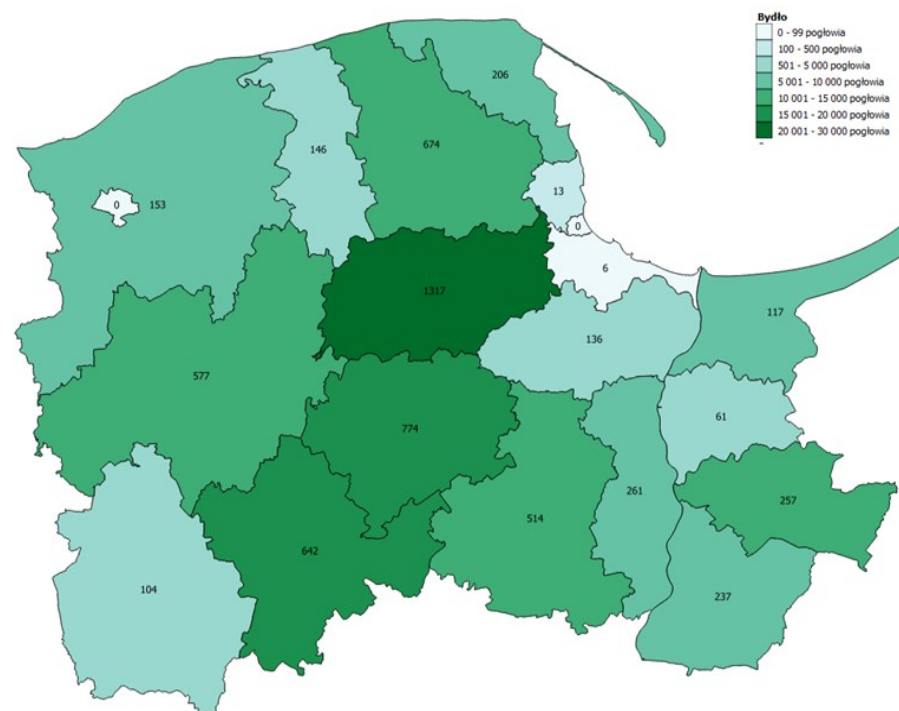 Bydło
0 - 99 pogłowia
100 - 500 pogłowia
501 - 5 000 pogłowia
5 001 - 10 000 pogłowia
10 001 - 15 000 pogłowia
15 001 - 20 000 pogłowia
20 001 - 30 000 pogłowia
206
146
674
13
0
153
0
6
1317
117
136
577
61
774
261
257
514
642
104
237